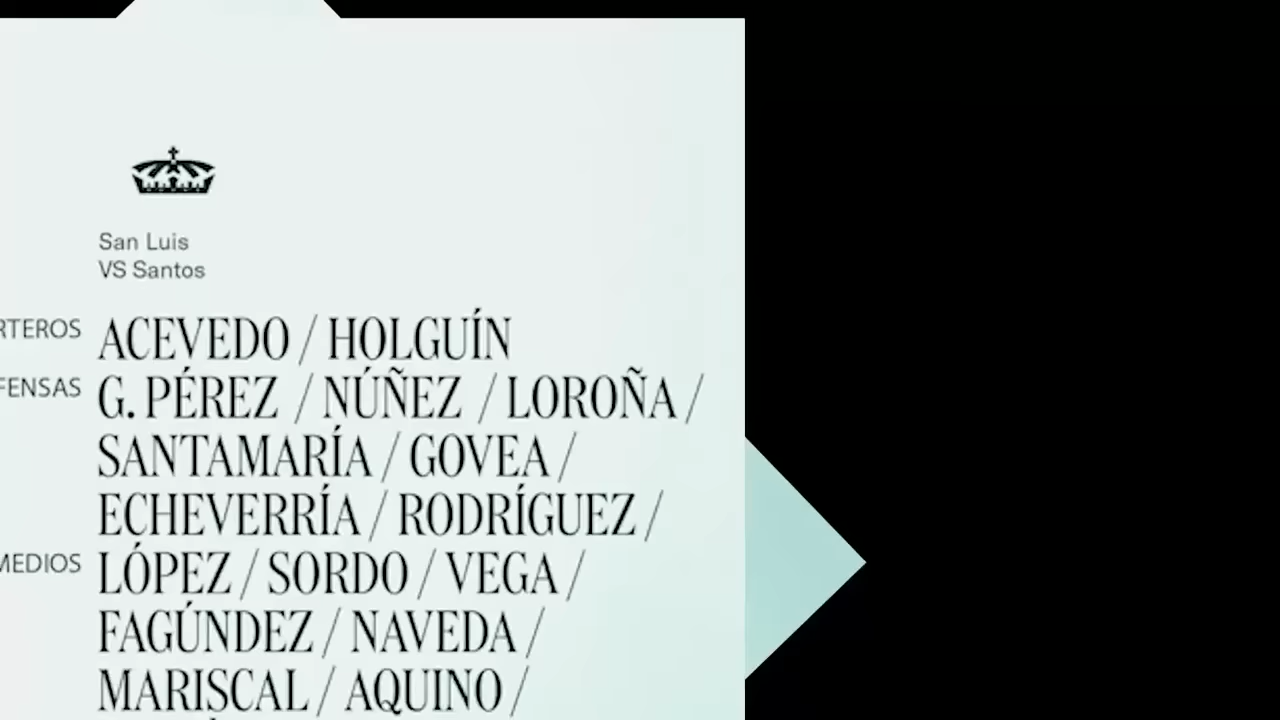 San Luis
VS Santos
RTEROS ACEVEDO / HOLGUÍN
FENSAS G. PÉREZ / NÚÑEZ / LOROÑA /
SANTAMARÍA / GOVEA /
ECHEVERRÍA / RODRÍGUEZ /
MEDIOS LÓPEZ / SORDO / VEGA /
FAGÚNDEZ / NAVEDA /
MARISCAL / AQUINO /